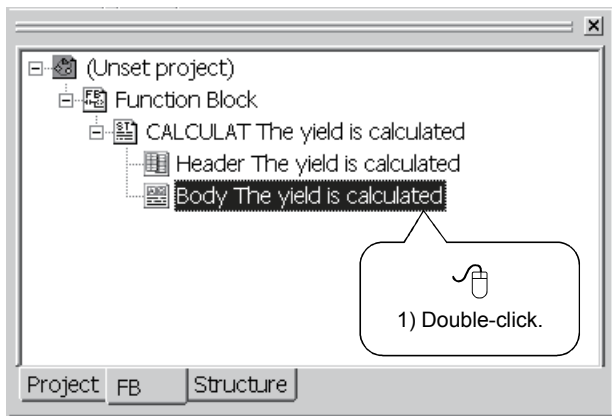 (Unset project)
Function Block
CALCULAT The yield is calculated
Header The yield is calculated
Body The yield is calculated
1) Double-click.
Project FB Structure